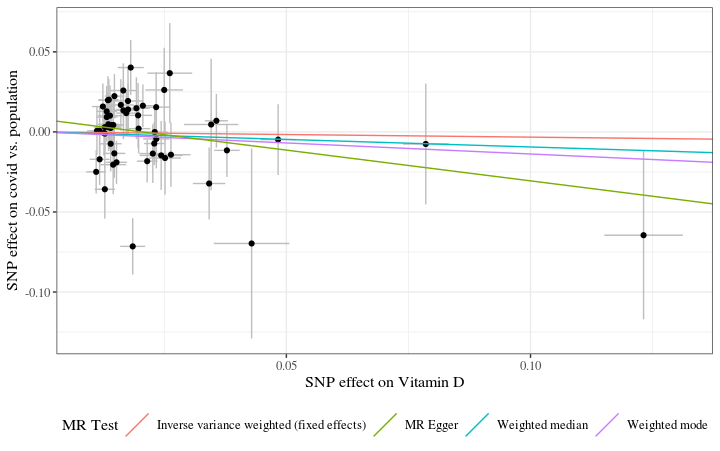 SNP effect on covid vs. population
0.05
0.00
-0.05
-0.10
0.05
0.10
SNP effect on Vitamin D
MR Test
Inverse variance weighted (fixed effects)
MR Egger
Weighted median
Weighted mode